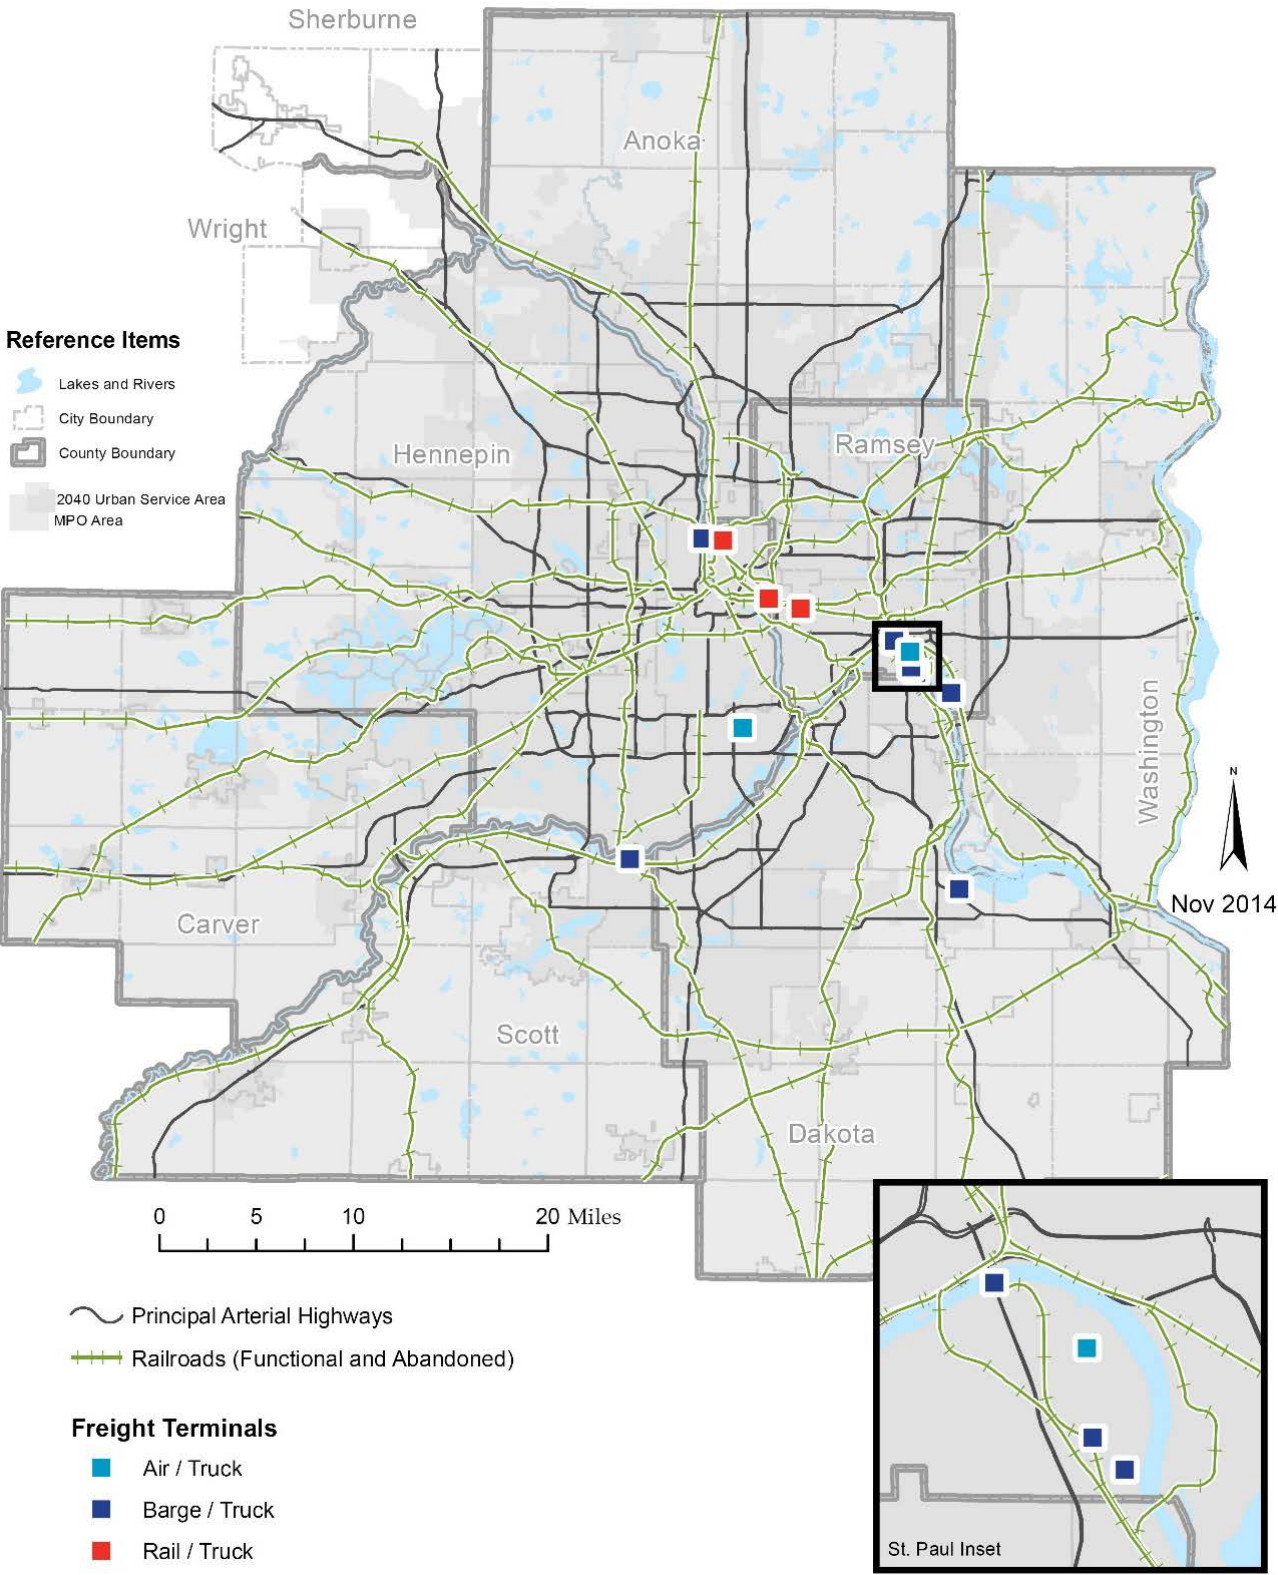 Sherburne
Anoka
Wright
Reference Items
Lakes and Rivers
City Boundary
County Boundary
2040 Urban Service Area
MPO Area
Hennepin
Ramsey
Washington
N
Nov 2014
Carver
Scott
Dakota
0 5 10 20 Miles
Principal Arterial Highways
Railroads (Functional and Abandoned)
Freight Terminals
Air / Truck
Barge / Truck
Rail / Truck
St. Paul Inset